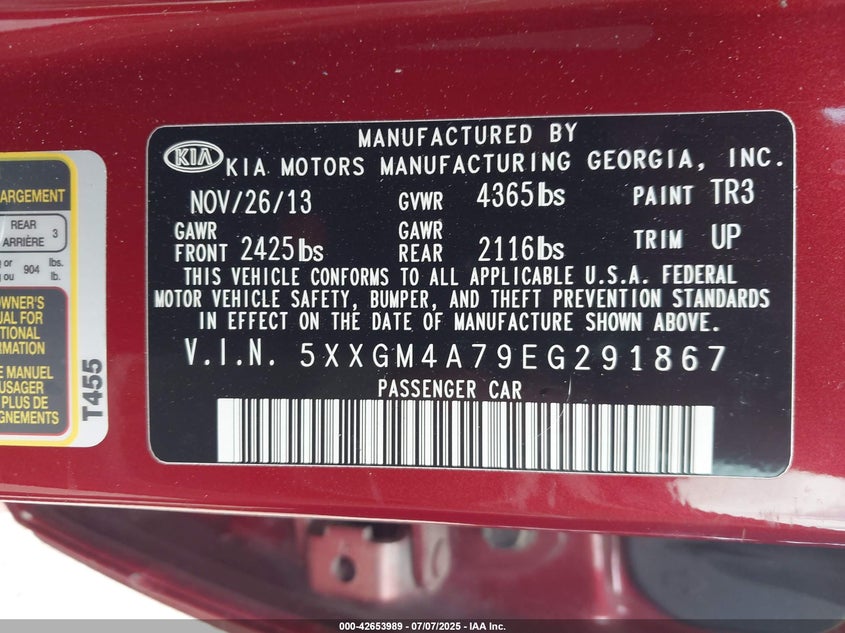 ARGEMENT
REAR
ARRIÈRE 3
g or 904 lbs.
g ou lb.
OWNER'S
UAL FOR
TIONAL
RMATION
E MANUEL
'USAGER
PLUS DE
GNEMENTS
T455
MANUFACTURED BY
KIA KIA MOTORS MANUFACTURING GEORGIA, INC.
NOV/26/13 GVWR 4365lbs PAINT TR3
GAWR FRONT 2425lbs GAWR REAR 2116lbs TRIM UP
THIS VEHICLE CONFORMS TO ALL APPLICABLE U.S.A. FEDERAL
MOTOR VEHICLE SAFETY, BUMPER, AND THEFT PREVENTION STANDARDS
IN EFFECT ON THE DATE OF MANUFACTURE SHOWN ABOVE.
V.I.N. 5XXGM4A79EG291867
PASSENGER CAR
000-42653989 - 07/07/2025 - IAA Inc.